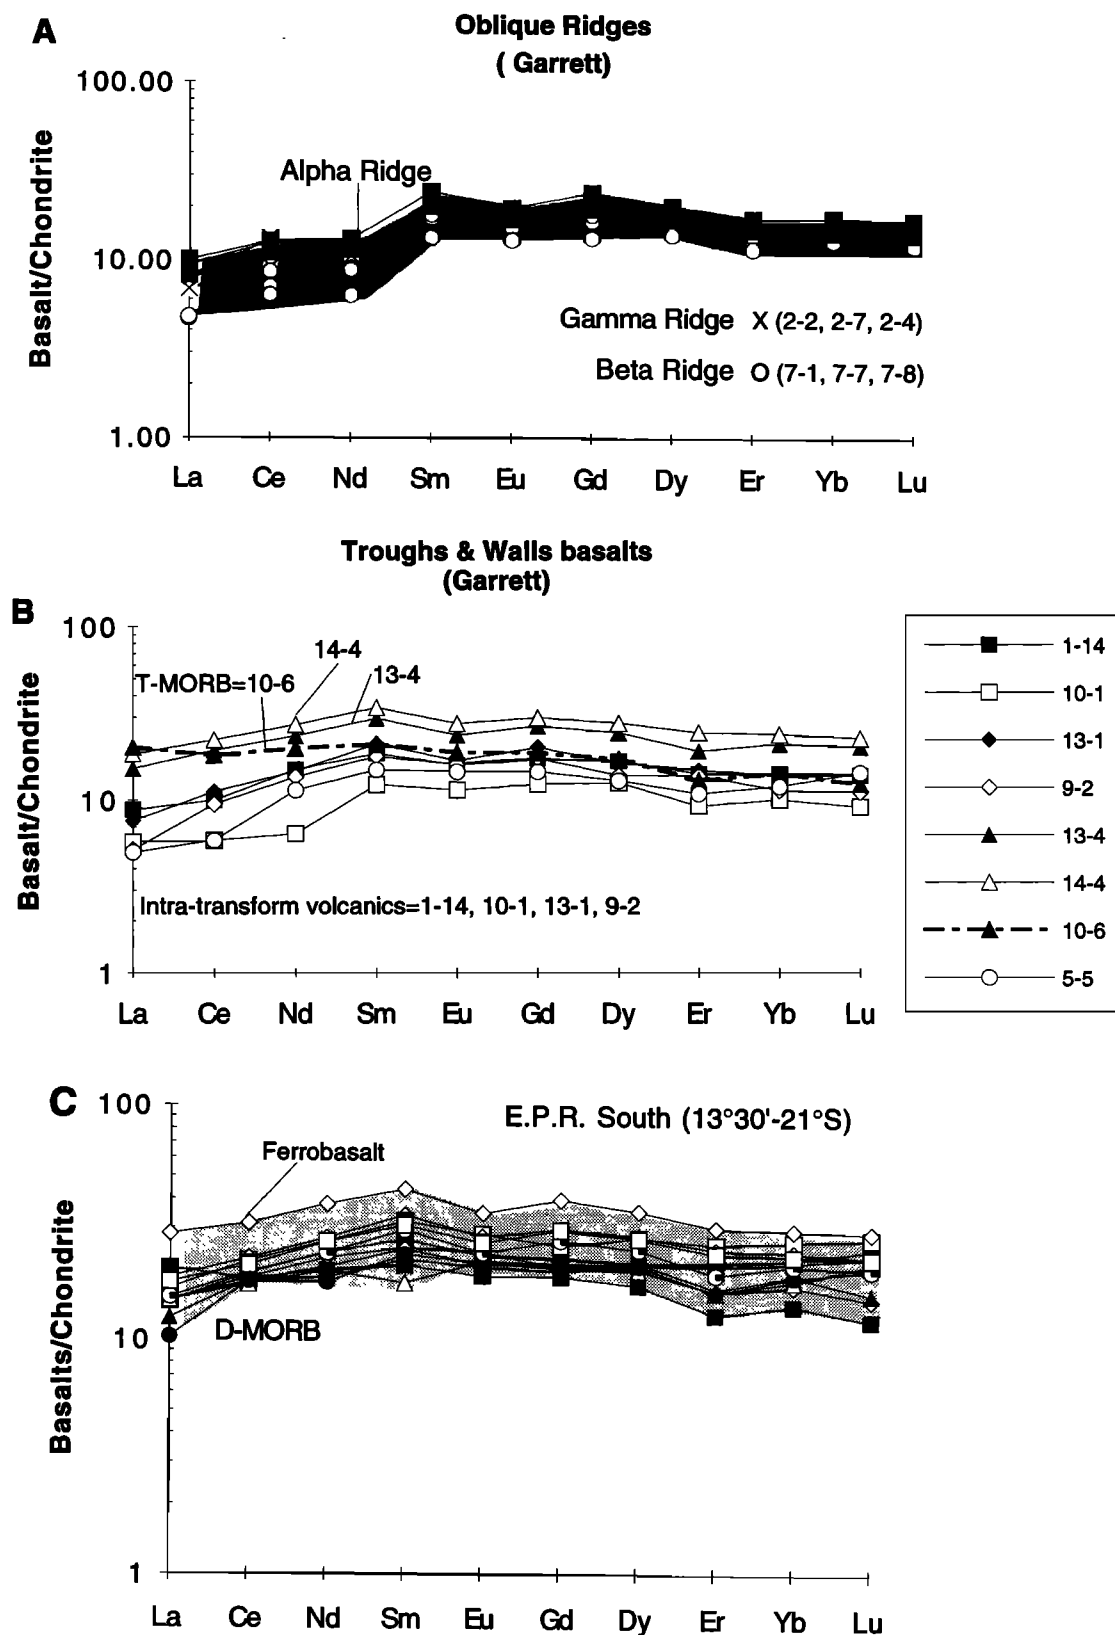 A
Oblique Ridges
( Garrett)
100.00
Alpha Ridge
10.00
Basalt/Chondrite
Gamma Ridge X (2-2, 2-7, 2-4)
Beta Ridge O (7-1, 7-7, 7-8)
1.00
La Ce Nd Sm Eu Gd Dy Er Yb Lu
Troughs & Walls basalts
(Garrett)
B
100
14-4
13-4
T-MORB=10-6
10
Basalt/Chondrite
Intra-transform volcanics=1-14, 10-1, 13-1, 9-2
1
La Ce Nd Sm Eu Gd Dy Er Yb Lu
1-14
10-1
13-1
9-2
13-4
14-4
10-6
5-5
C
100
E.P.R. South (13°30'-21°S)
Ferrobasalt
D-MORB
10
Basalts/Chondrite
1
La Ce Nd Sm Eu Gd Dy Er Yb Lu